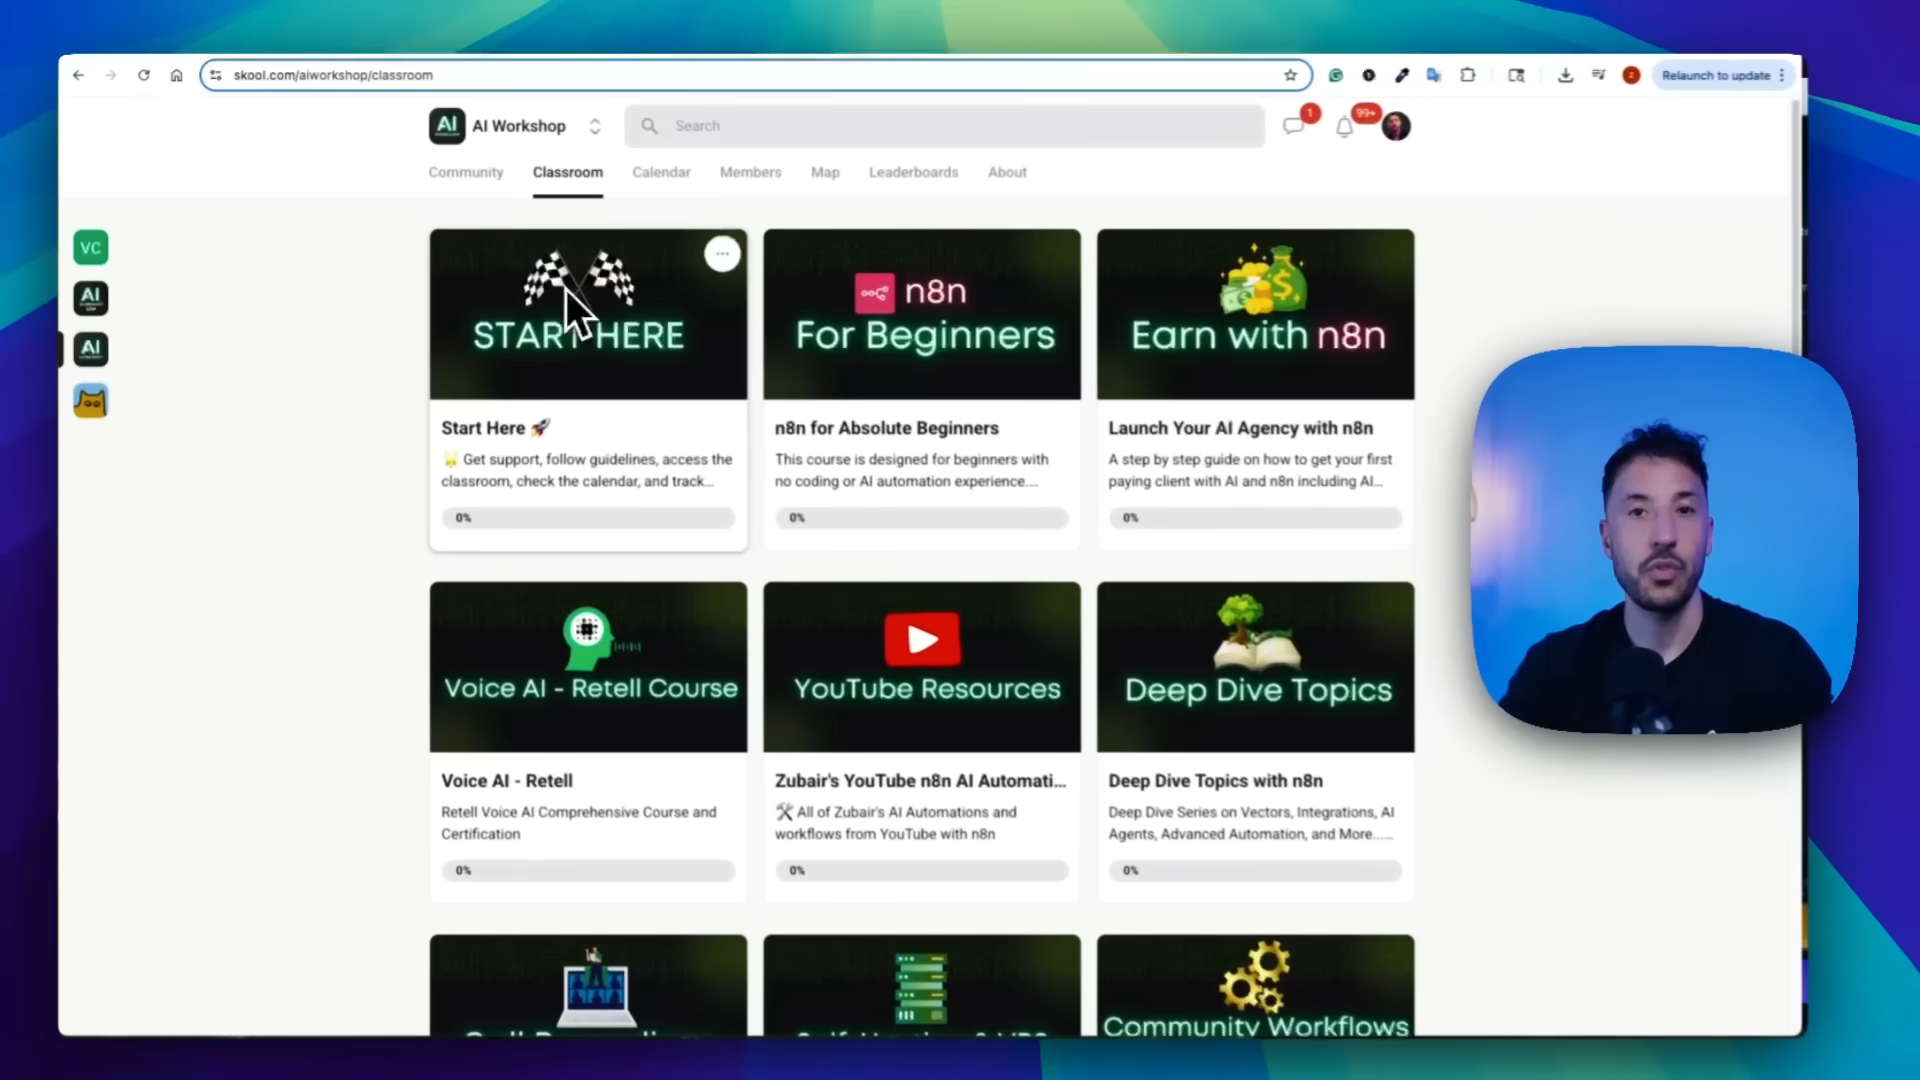 skool.com/aiworkshop/classroom
2
Relaunch to update
AI
AI Workshop
Search
1
99+
Community
Classroom
Calendar
Members
Map
Leaderboards
About
VC
AI
AI
START HERE
n8n
For Beginners
Earn with n8n
Start Here 🚀
Get support, follow guidelines, access the
classroom, check the calendar, and track...
0%
n8n for Absolute Beginners
This course is designed for beginners with
no coding or AI automation experience....
0%
Launch Your AI Agency with n8n
A step by step guide on how to get your first
paying client with AI and n8n including AI...
0%
Voice AI - Retell Course
YouTube Resources
Deep Dive Topics
Voice AI - Retell
Retell Voice AI Comprehensive Course and
Certification
0%
Zubair's YouTube n8n AI Automati...
🛠 All of Zubair's AI Automations and
workflows from YouTube with n8n
0%
Deep Dive Topics with n8n
Deep Dive Series on Vectors, Integrations, AI
Agents, Advanced Automation, and More......
0%
Community Workflows